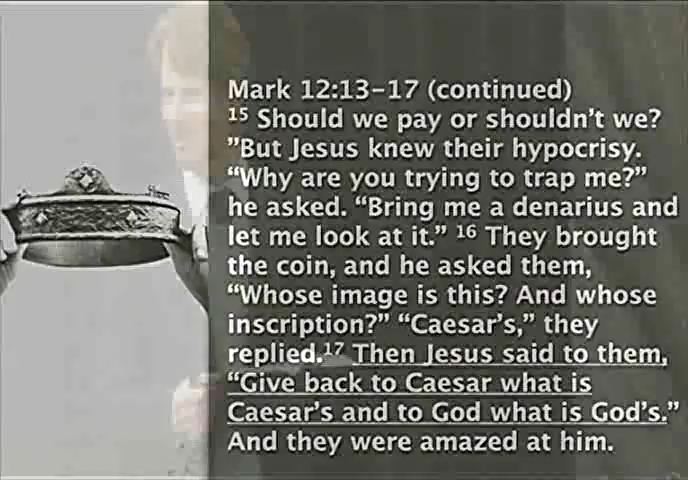 Mark 12:13-17 (continued)
15 Should we pay or shouldn't we?
"But Jesus knew their hypocrisy.
"Why are you trying to trap me?"
he asked. "Bring me a denarius and
let me look at it." 16 They brought
the coin, and he asked them,
"Whose image is this? And whose
inscription?" "Caesar's," they
replied.17 Then Jesus said to them,
"Give back to Caesar what is
Caesar's and to God what is God's."
And they were amazed at him.